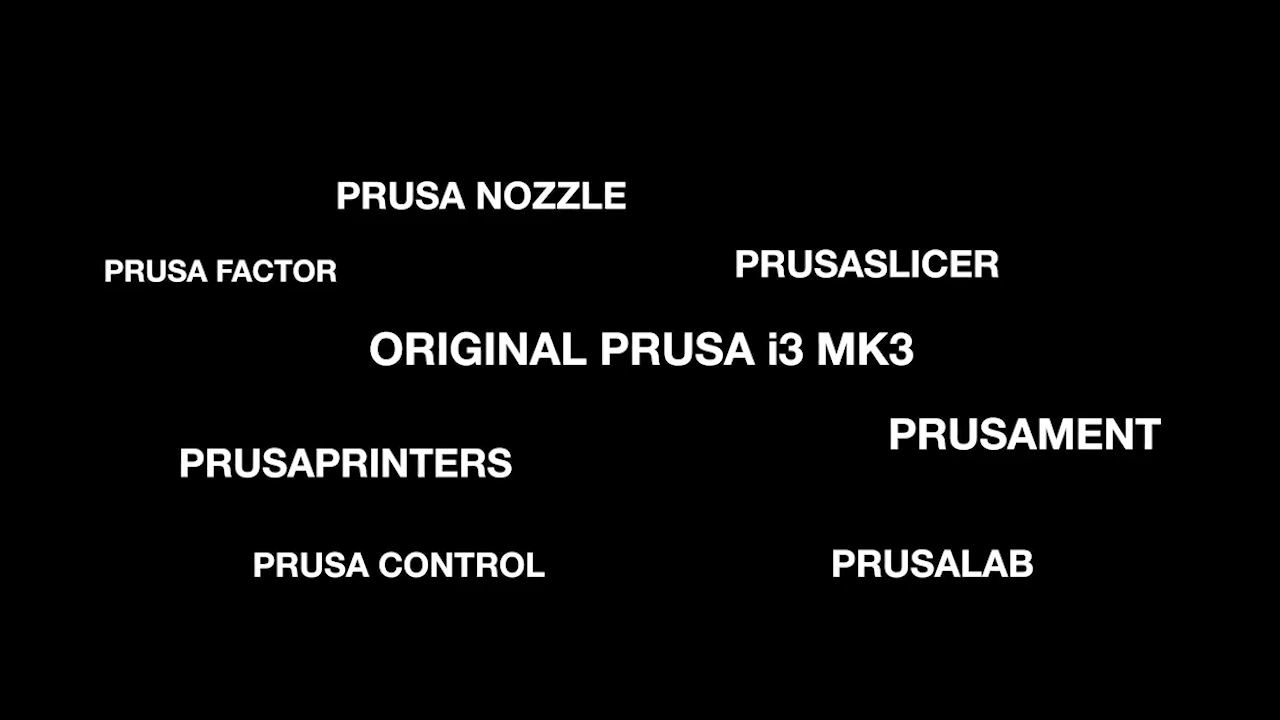 PRUSA NOZZLE
PRUSA FACTOR
PRUSASLICER
ORIGINAL PRUSA i3 MK3
PRUSAMENT
PRUSAPRINTERS
PRUSA CONTROL
PRUSALAB